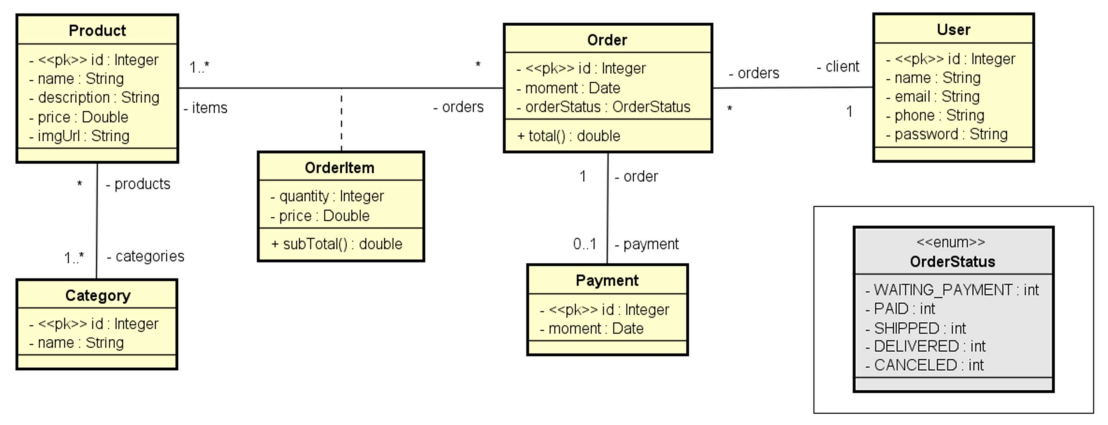 Product
- <<pk>> id : Integer
- name : String
- description : String
- price : Double
- imgUrl : String
1..*
- items
*
- orders
Order
- <<pk>> id : Integer
- moment : Date
- orderStatus : OrderStatus
+ total() : double
- orders
*
- client
1
User
- <<pk>> id : Integer
- name : String
- email : String
- phone : String
- password : String
OrderItem
- quantity : Integer
- price : Double
+ subTotal() : double
* - products
1..* - categories
Category
- <<pk>> id : Integer
- name : String
1 - order
0..1 - payment
Payment
- <<pk>> id : Integer
- moment : Date
<<enum>>
OrderStatus
- WAITING_PAYMENT : int
- PAID : int
- SHIPPED : int
- DELIVERED : int
- CANCELED : int